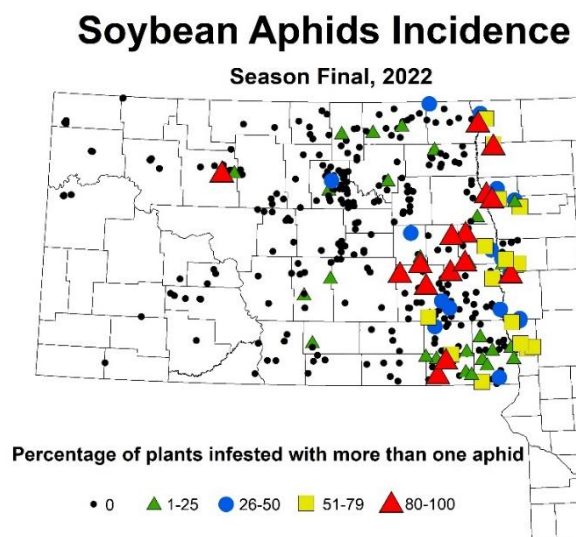 Soybean Aphids Incidence
Season Final, 2022
Percentage of plants infested with more than one aphid
0 1-25 26-50 51-79 80-100